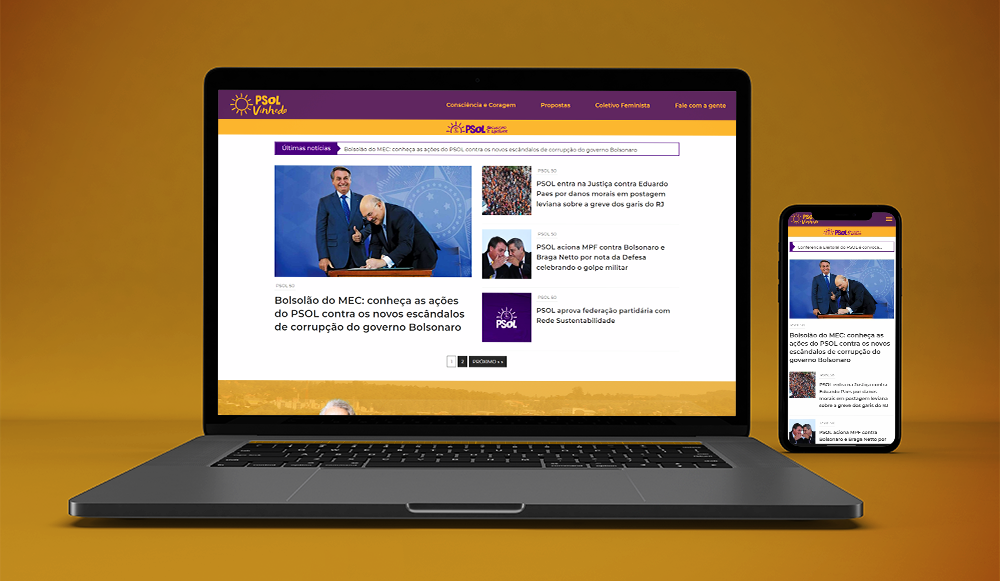 PSOL
Vinhedo
Consciência e Coragem
Propostas
Coletivo Feminista
Fale com a gente
PSOL
Últimas notícias
Bolsolão do MEC: conheça as ações do PSOL contra os novos escândalos de corrupção do governo Bolsonaro
PSOL 50
Bolsolão do MEC: conheça as ações
do PSOL contra os novos escândalos
de corrupção do governo Bolsonaro
PSOL 50
PSOL entra na Justiça contra Eduardo
Paes por danos morais em postagem
leviana sobre a greve dos garis do RJ
PSOL 50
PSOL aciona MPF contra Bolsonaro e
Braga Netto por nota da Defesa
celebrando o golpe militar
PSOL
PSOL 50
PSOL aprova federação partidária com
Rede Sustentabilidade
1
2
PRÓXIMO »
PSOL
Vinhedo
PSOL
Conferência Eleitoral do PSOL é convoca...
PSOL 50
Bolsolão do MEC: conheça as
ações do PSOL contra os novos
escândalos de corrupção do
governo Bolsonaro
PSOL 50
PSOL entra na Justiça contra
Eduardo Paes por danos
morais em postagem leviana
sobre a greve dos garis do RJ
PSOL 50
PSOL aciona MPF contra
Bolsonaro e Braga Netto por